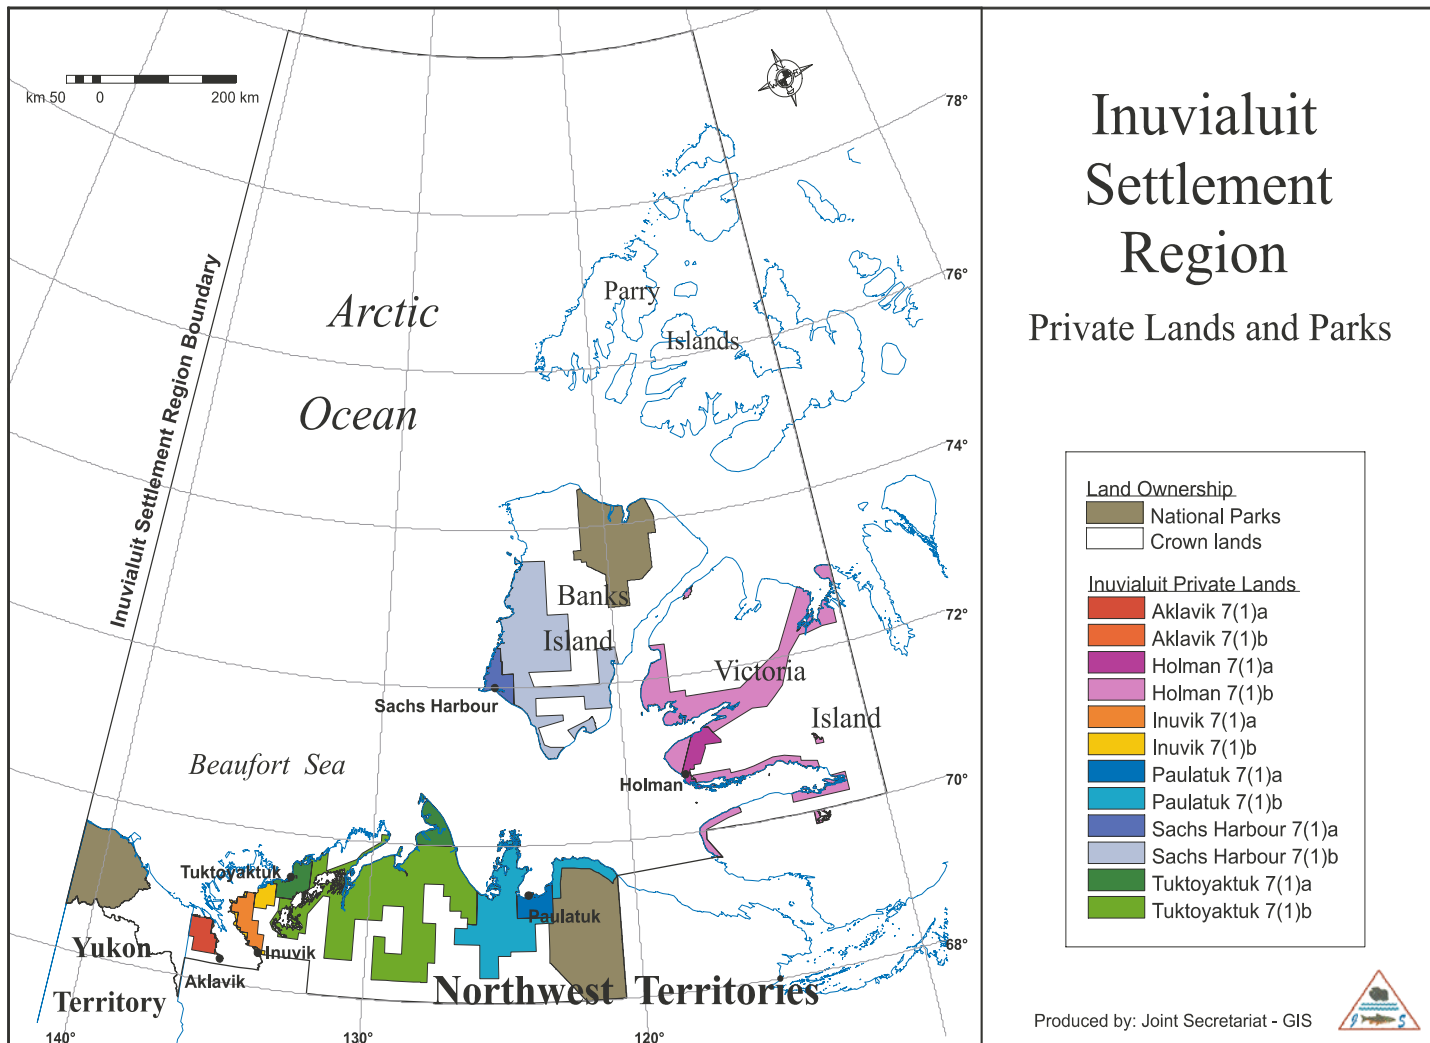 Inuvialuit
Settlement
Region
Private Lands and Parks
km 50 0 200 km
78°
76°
74°
72°
70°
68°
140°
130°
120°
Inuvialuit Settlement Region Boundary
Arctic
Ocean
Parry
Islands
Banks
Island
Victoria
Island
Sachs Harbour
Holman
Beaufort Sea
Tuktoyaktuk
Paulatuk
Inuvik
Aklavik
Yukon
Territory
Northwest Territories
Land Ownership
National Parks
Crown lands
Inuvialuit Private Lands
Aklavik 7(1)a
Aklavik 7(1)b
Holman 7(1)a
Holman 7(1)b
Inuvik 7(1)a
Inuvik 7(1)b
Paulatuk 7(1)a
Paulatuk 7(1)b
Sachs Harbour 7(1)a
Sachs Harbour 7(1)b
Tuktoyaktuk 7(1)a
Tuktoyaktuk 7(1)b
Produced by: Joint Secretariat - GIS
J S